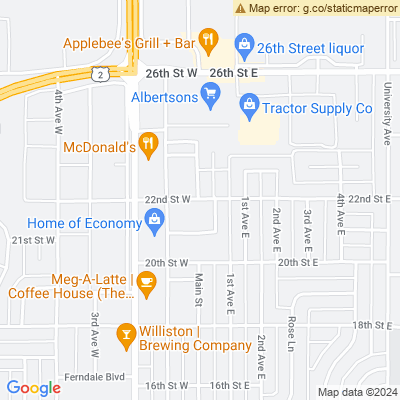 Map error: g.co/staticmaperror
Applebee's Grill + Bar
26th Street liquor
2
26th St W
26th St E
Albertsons
Tractor Supply Co
4th Ave W
University Ave
McDonald's
22nd St W
22nd St E
1st Ave E
2nd Ave E
3rd Ave E
4th Ave E
Home of Economy
21st St W
20th St W
20th St E
Meg-A-Latte |
Coffee House (The...
Main St
1st Ave E
3rd Ave W
Williston |
Brewing Company
2nd Ave E
Rose Ln
18th St E
Ferndale Blvd
16th St W
16th St E
Google
Map data ©2024